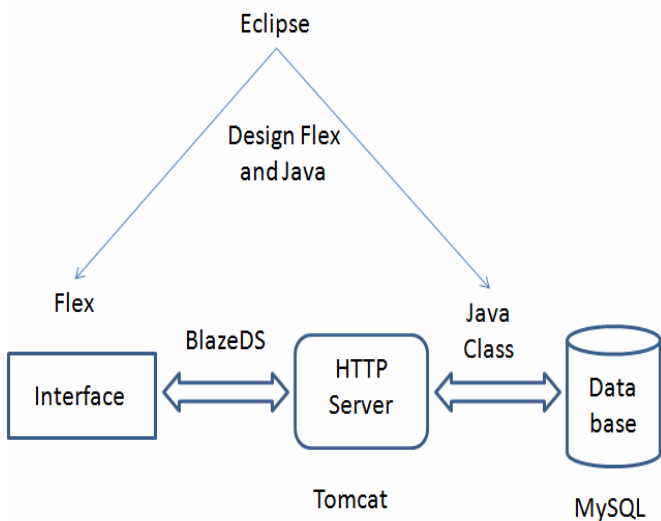 Eclipse
Design Flex
and Java
Flex
BlazeDS
Java
Class
Interface
HTTP
Server
Data
base
Tomcat
MySQL